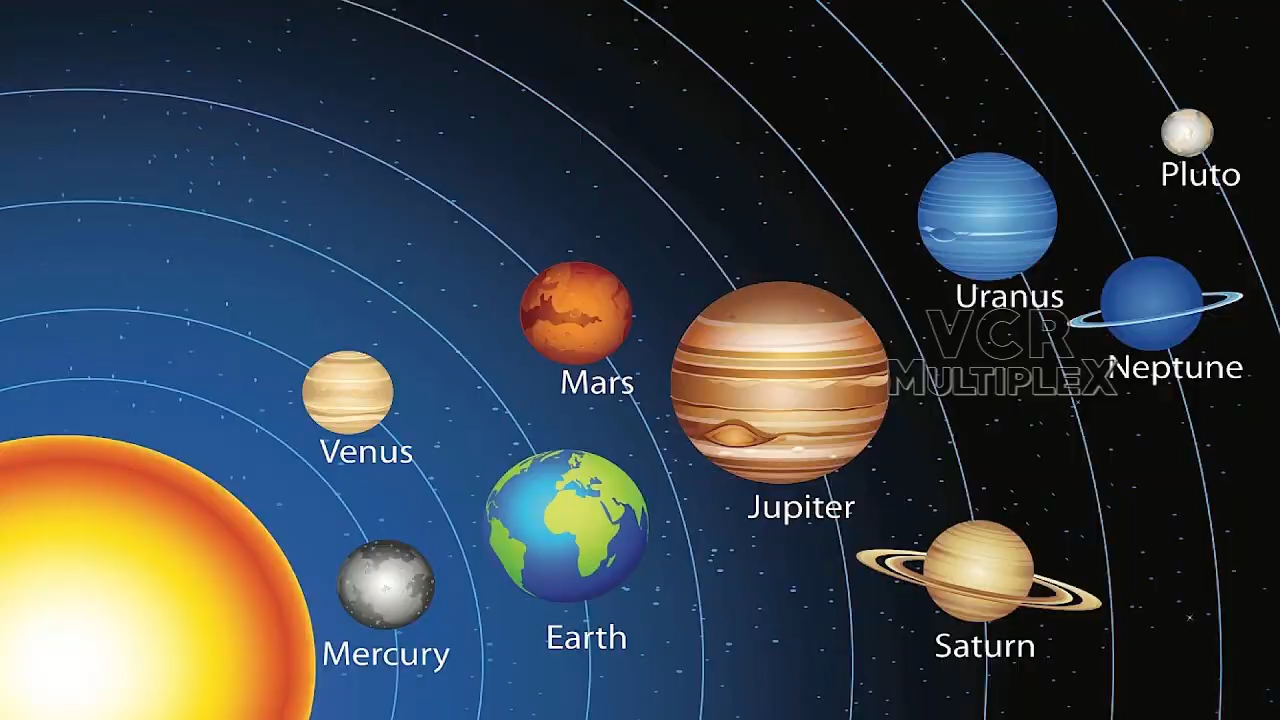 Pluto
Uranus
VCR
MULTIPLEX
Neptune
Mars
Venus
Jupiter
Earth
Saturn
Mercury